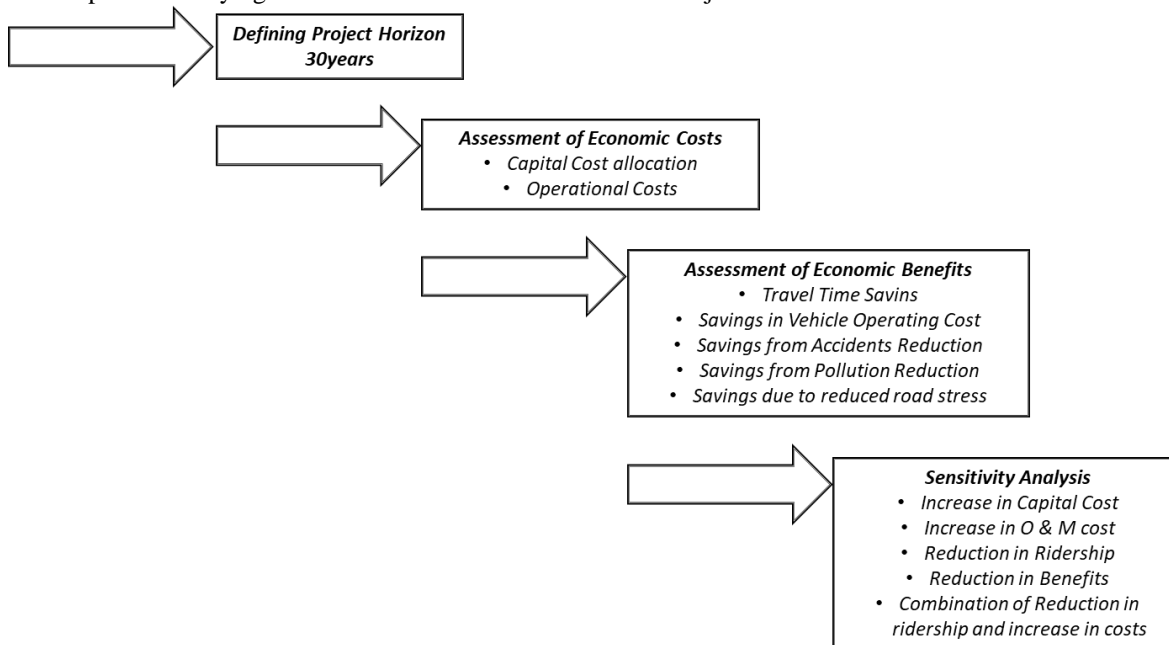 Defining Project Horizon
30years
Assessment of Economic Costs
• Capital Cost allocation
• Operational Costs
Assessment of Economic Benefits
• Travel Time Savins
• Savings in Vehicle Operating Cost
• Savings from Accidents Reduction
• Savings from Pollution Reduction
• Savings due to reduced road stress
Sensitivity Analysis
• Increase in Capital Cost
• Increase in O & M cost
• Reduction in Ridership
• Reduction in Benefits
• Combination of Reduction in
ridership and increase in costs